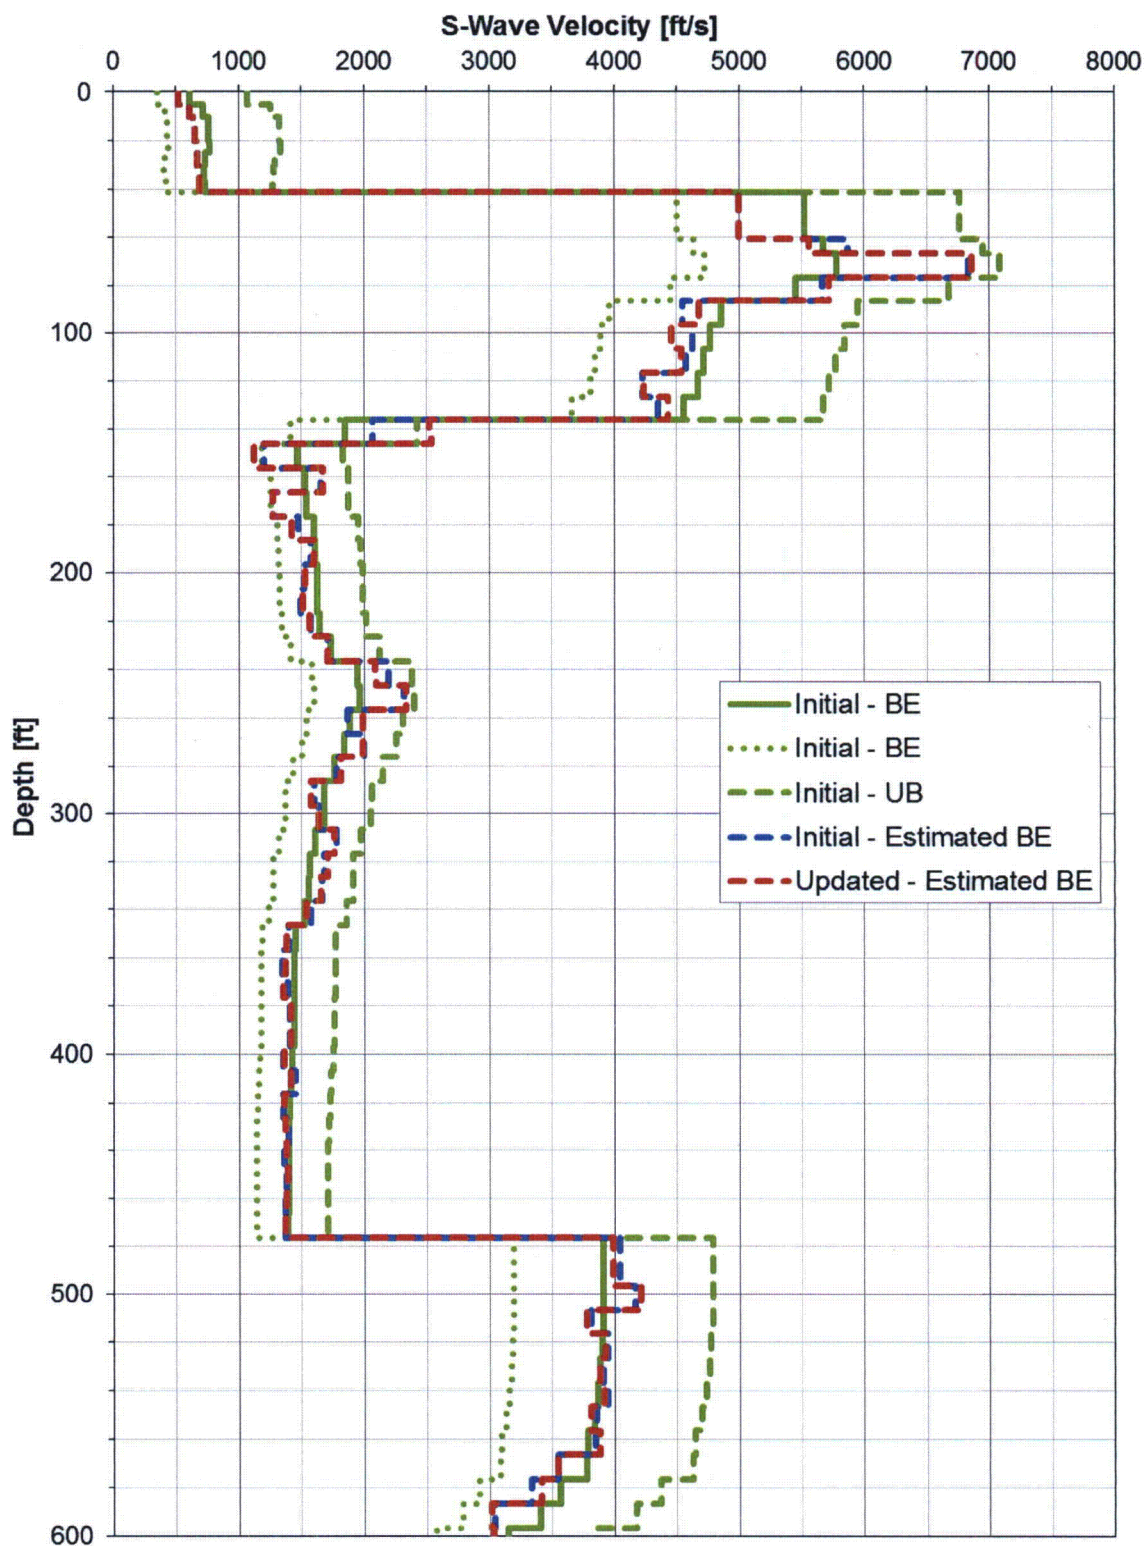 S-Wave Velocity [ft/s]
0 1000 2000 3000 4000 5000 6000 7000 8000
0
100
200
300
400
500
600
Depth [ft]
Initial - BE
Initial - BE
Initial - UB
Initial - Estimated BE
Updated - Estimated BE